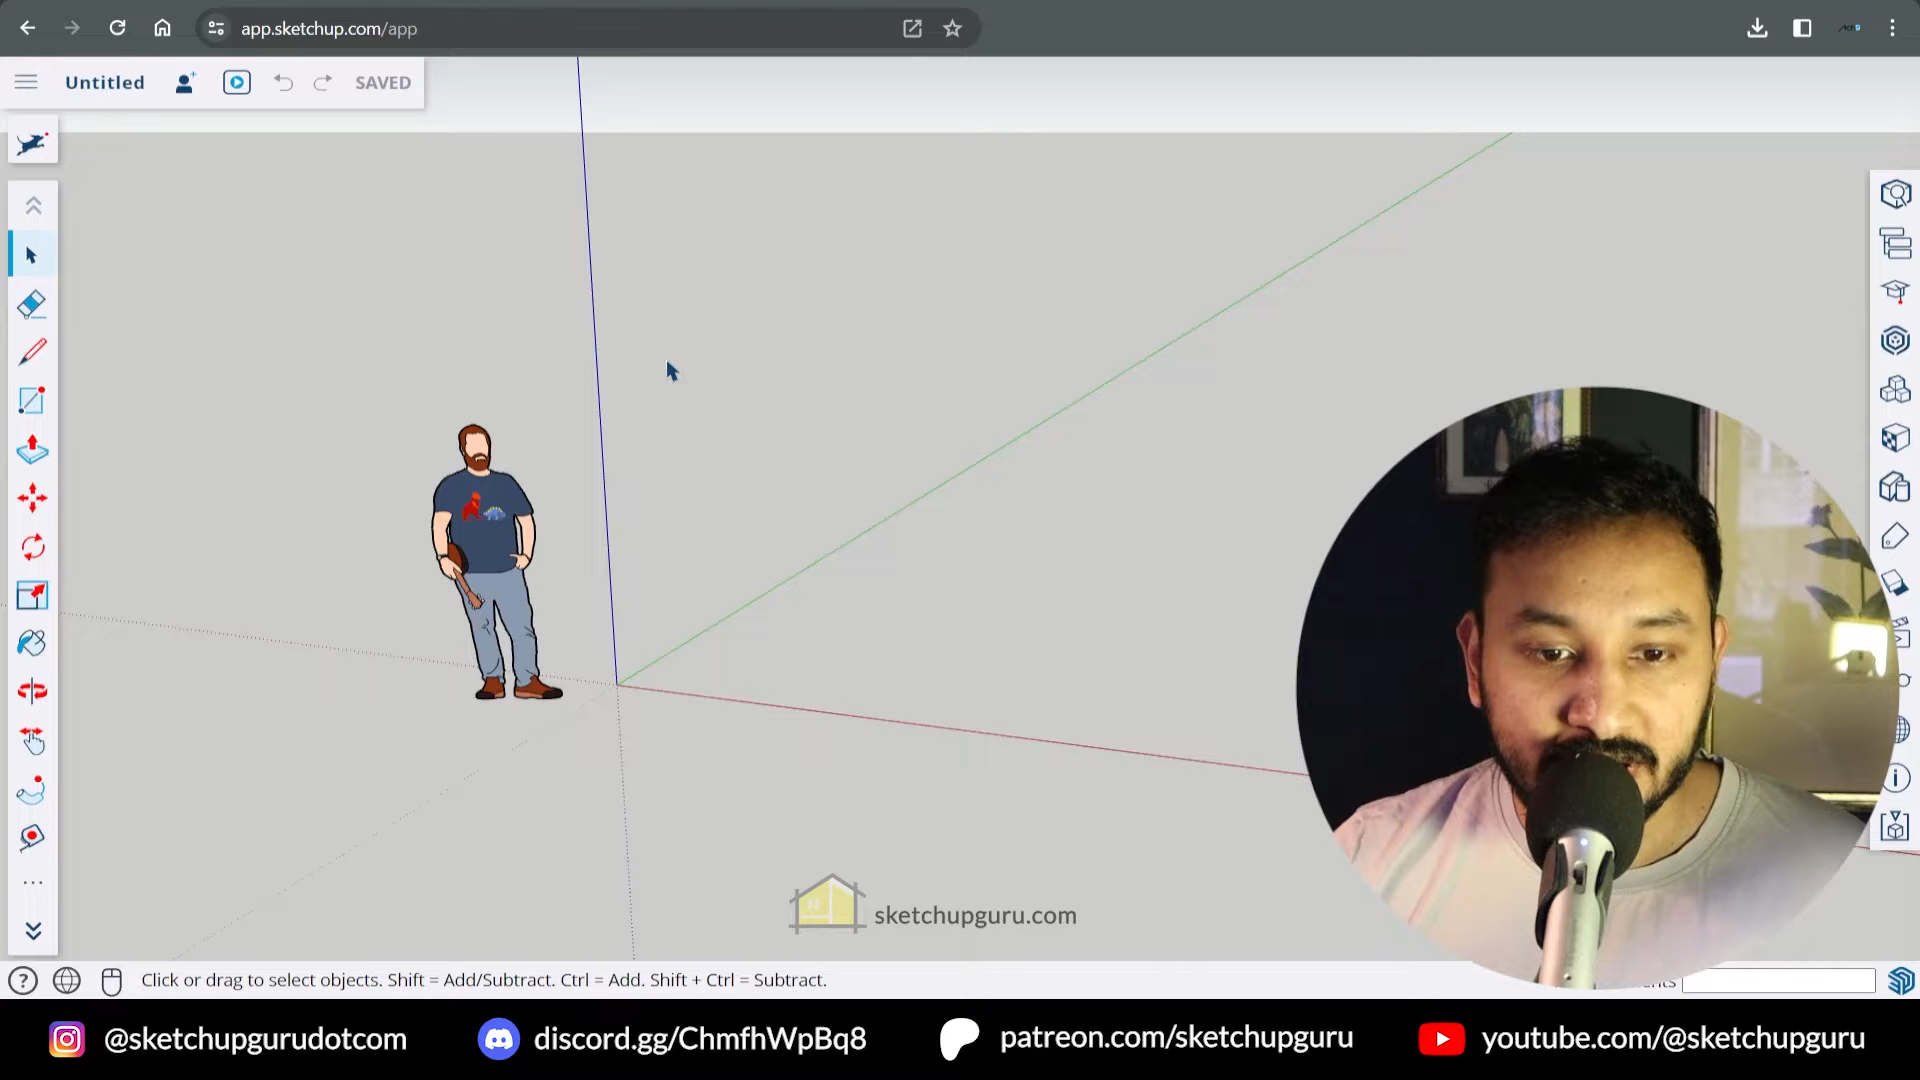 app.sketchup.com/app
Untitled
SAVED
sketchupguru.com
Click or drag to select objects. Shift = Add/Subtract. Ctrl = Add. Shift + Ctrl = Subtract.
@sketchupgurudotcom
discord.gg/ChmfhWpBq8
patreon.com/sketchupguru
youtube.com/@sketchupguru